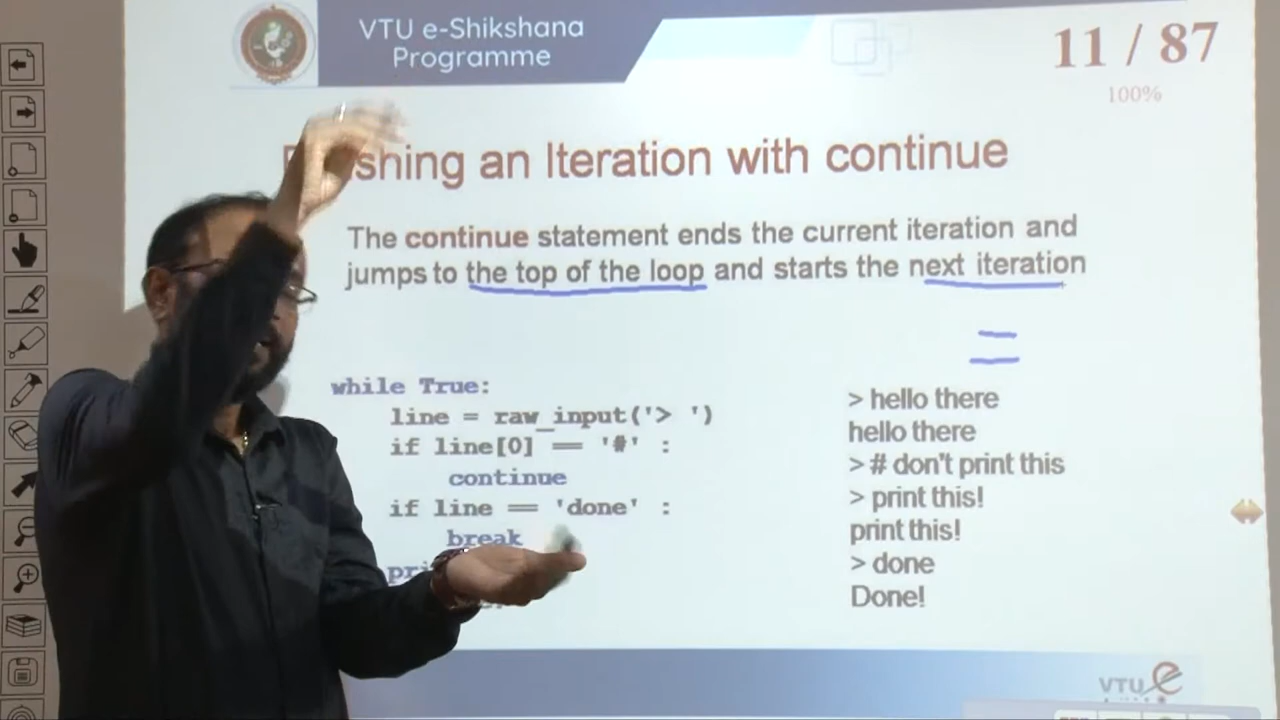 VTU e-Shikshana
Programme
11 / 87
100%
an Iteration with continue
The continue statement ends the current iteration and
jumps to the top of the loop and starts the next iteration
while True:
line = raw_input('> ')
if line[0] == '#' :
continue
if line == 'done' :
break
> hello there
hello there
> # don't print this
> print this!
print this!
> done
Done!
VTU e